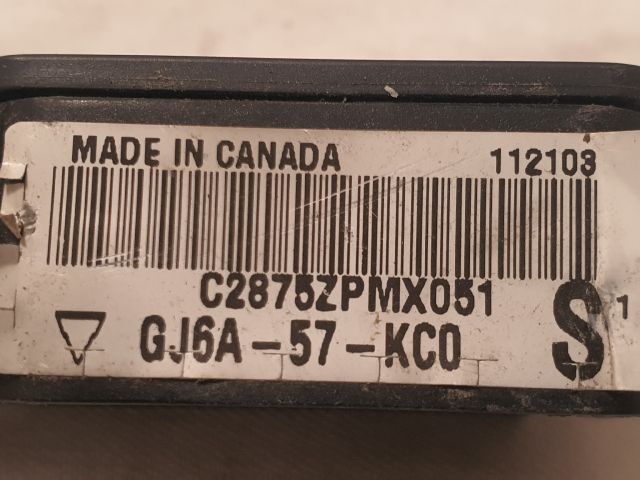 MADE IN CANADA 112103
C2875ZPMX051
GJ6A-57-KC0 S 1